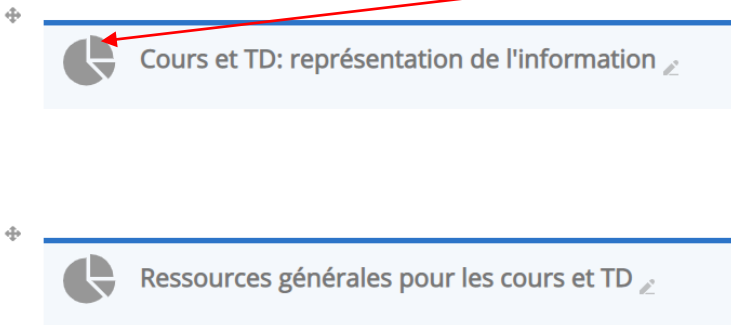 Cours et TD: représentation de l'information
Ressources générales pour les cours et TD